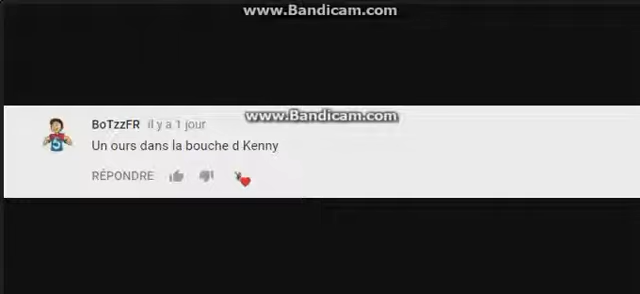 www.Bandicam.com
www.Bandicam.com
BoTzzFR il y a 1 jour
Un ours dans la bouche d Kenny
RÉPONDRE